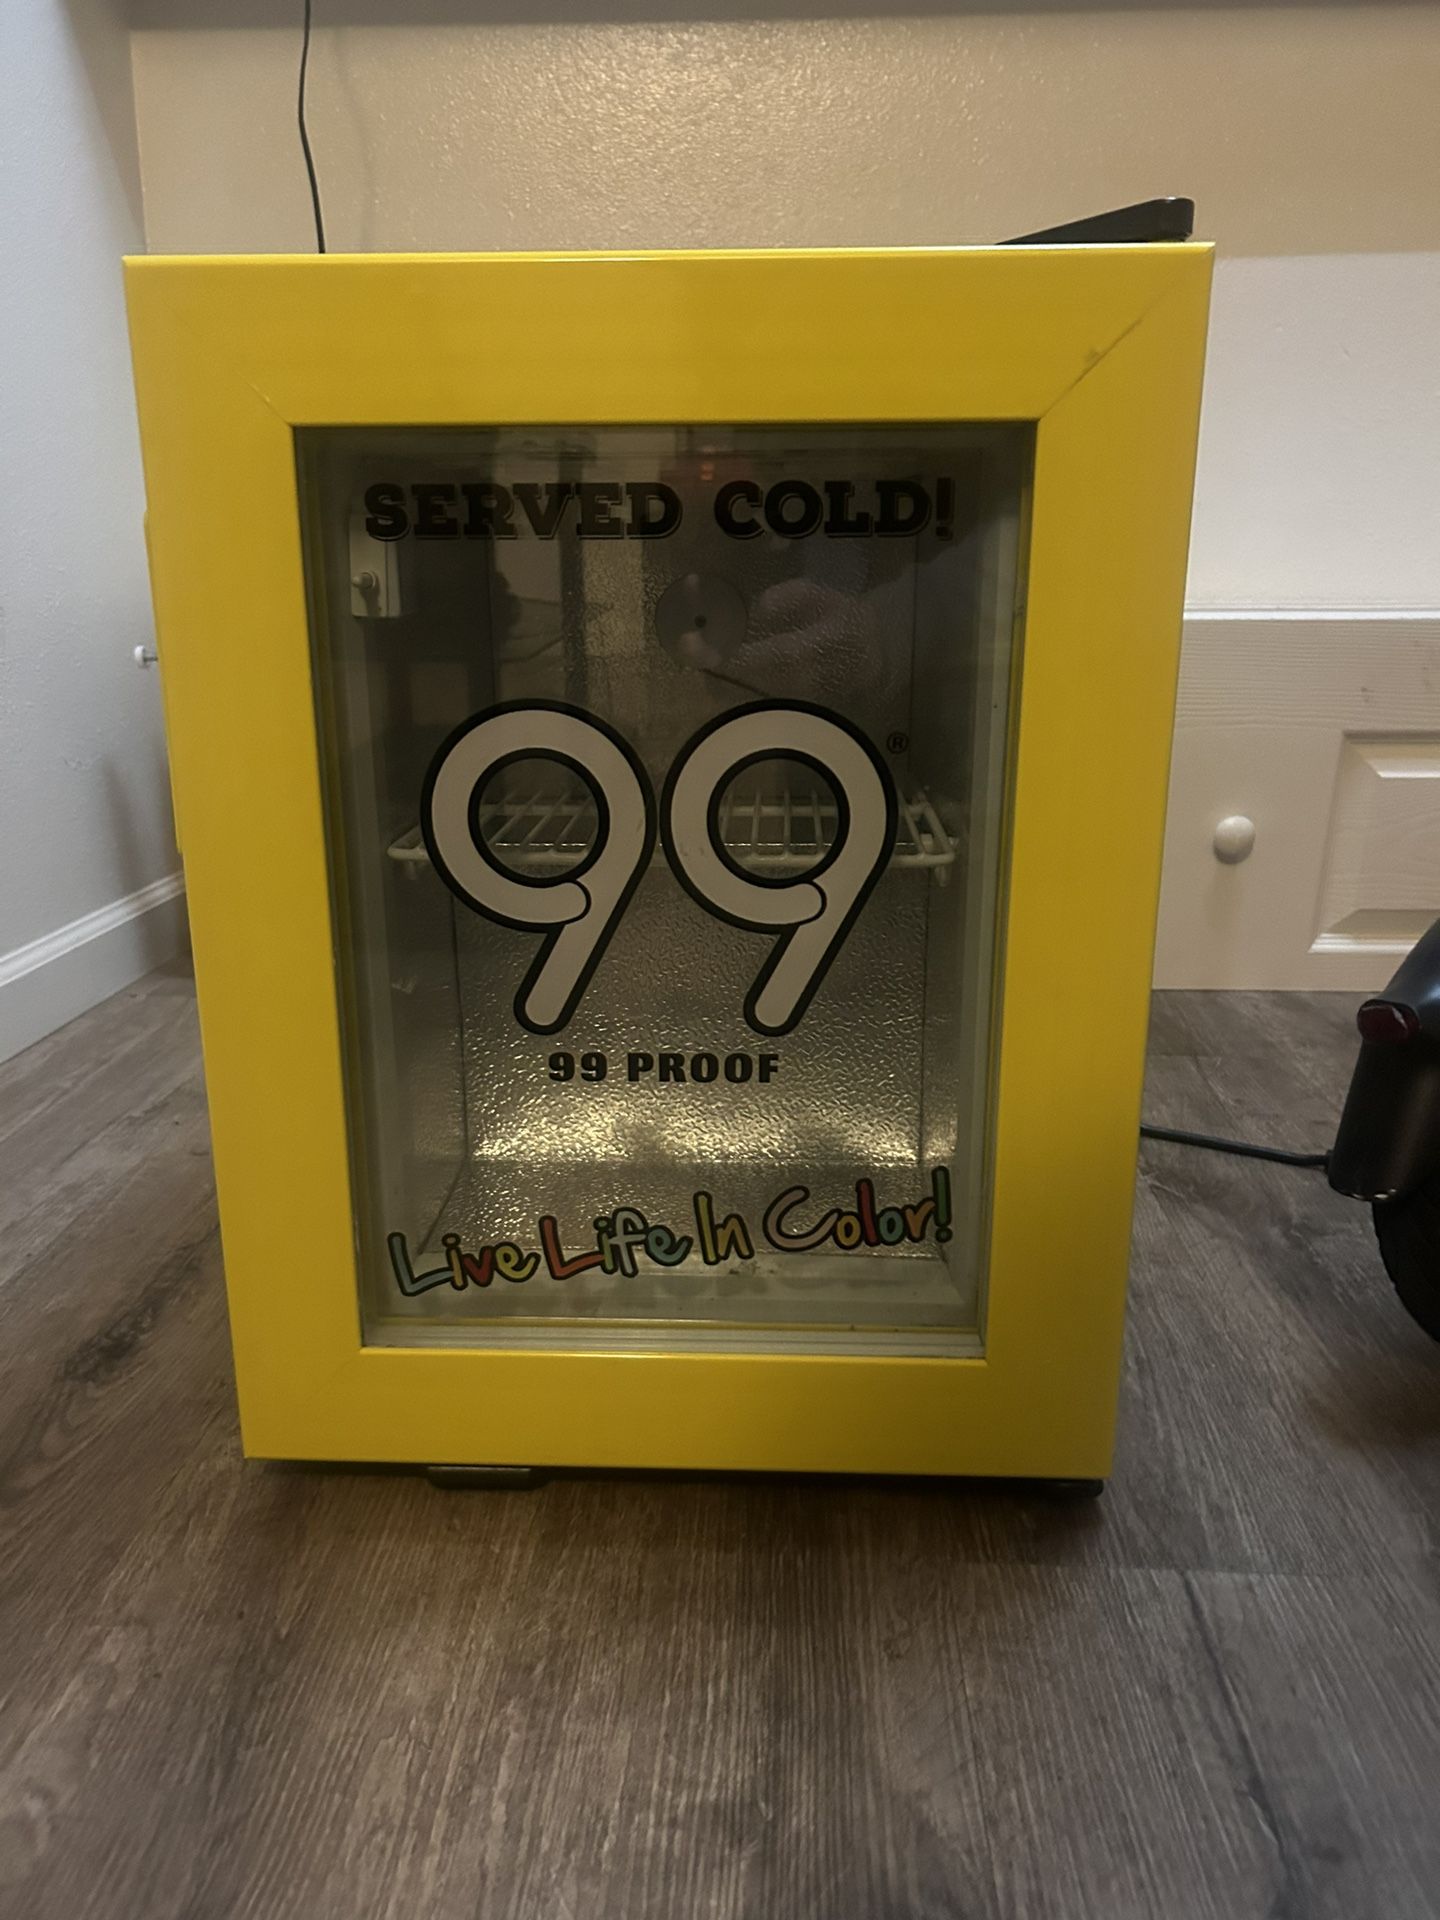 SERVED COLD!
99®
99 PROOF
Live Life In Color!